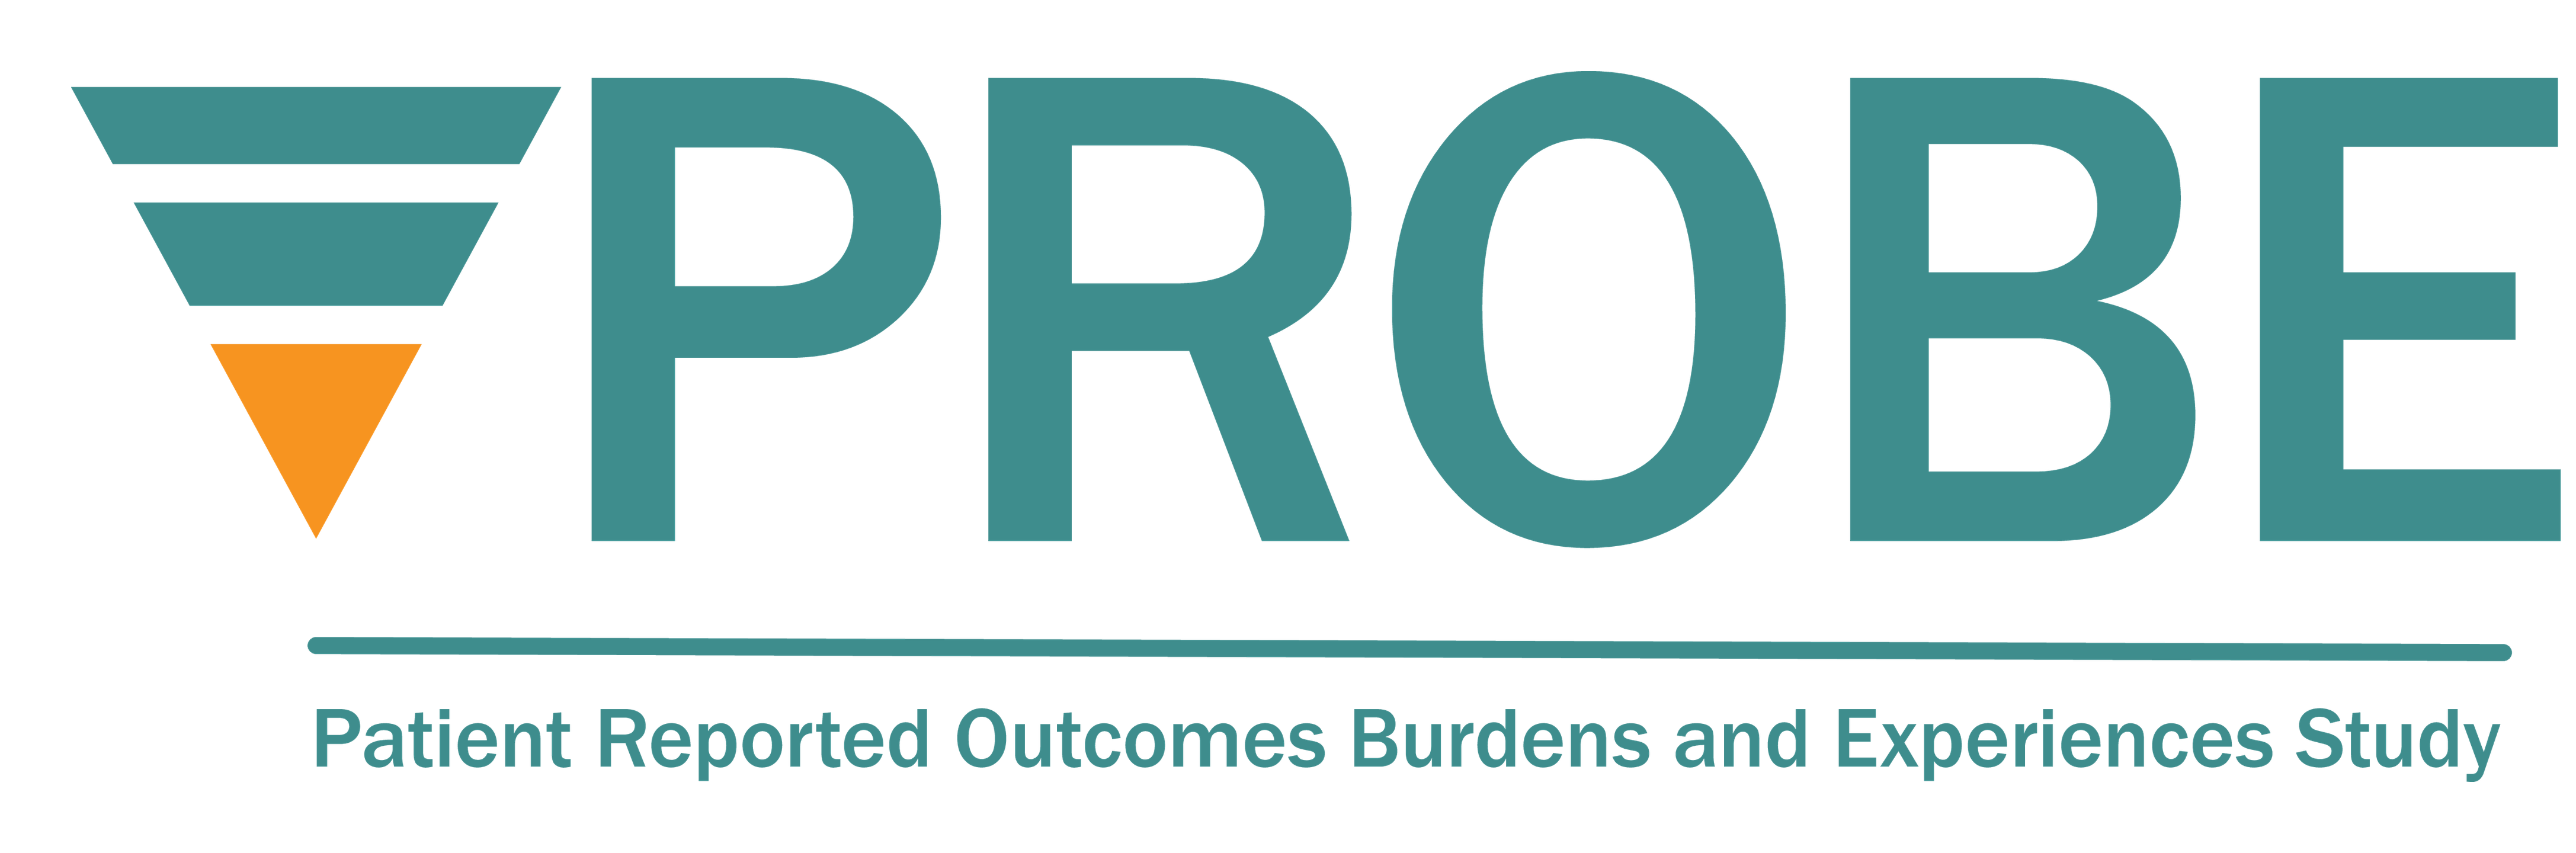 PROBE
Patient Reported Outcomes Burdens and Experiences Study